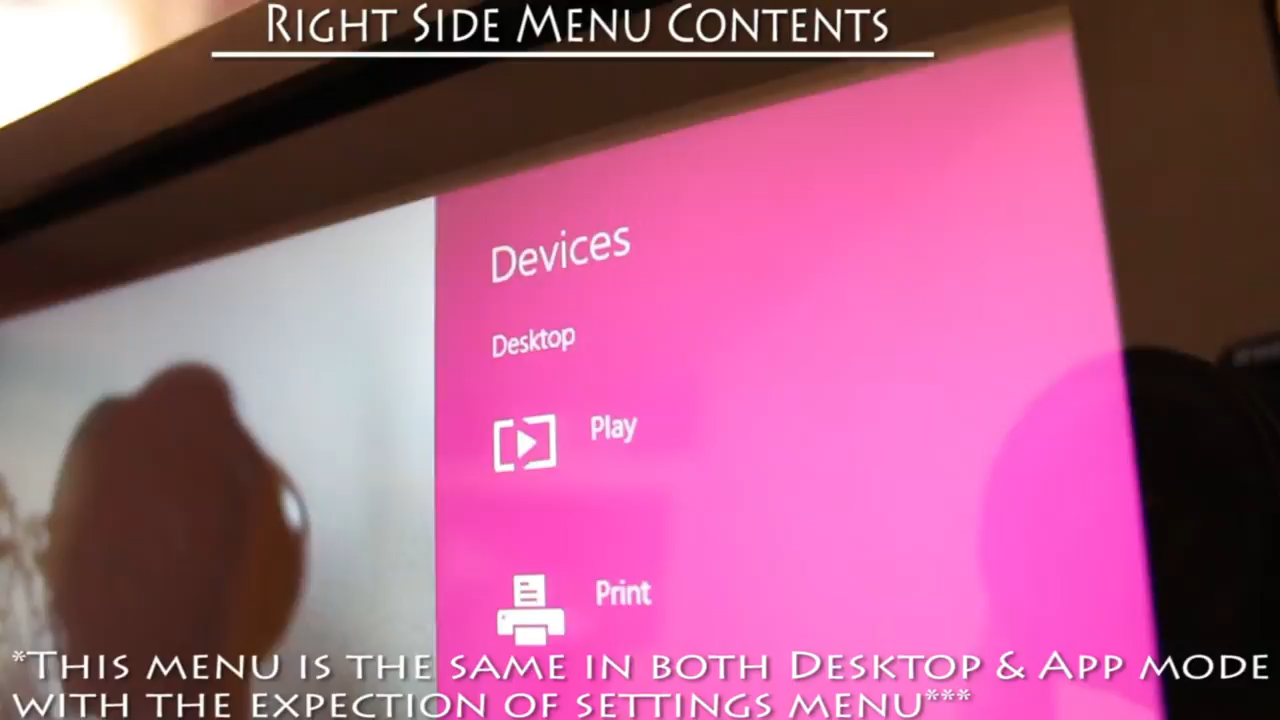 Right Side Menu Contents
Devices
Desktop
Play
Print
*This menu is the same in both Desktop & App mode
with the expection of settings menu***